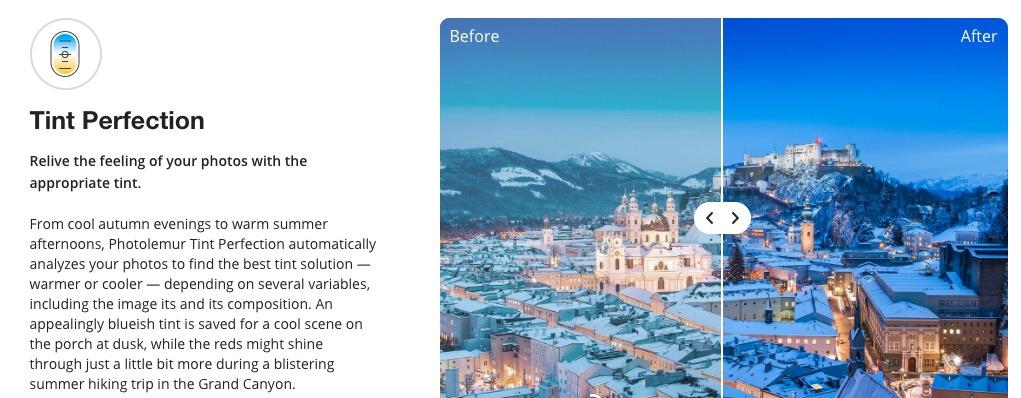 Tint Perfection
Relive the feeling of your photos with the
appropriate tint.
From cool autumn evenings to warm summer
afternoons, Photolemur Tint Perfection automatically
analyzes your photos to find the best tint solution —
warmer or cooler — depending on several variables,
including the image its and its composition. An
appealingly blueish tint is saved for a cool scene on
the porch at dusk, while the reds might shine
through just a little bit more during a blistering
summer hiking trip in the Grand Canyon.
Before
After